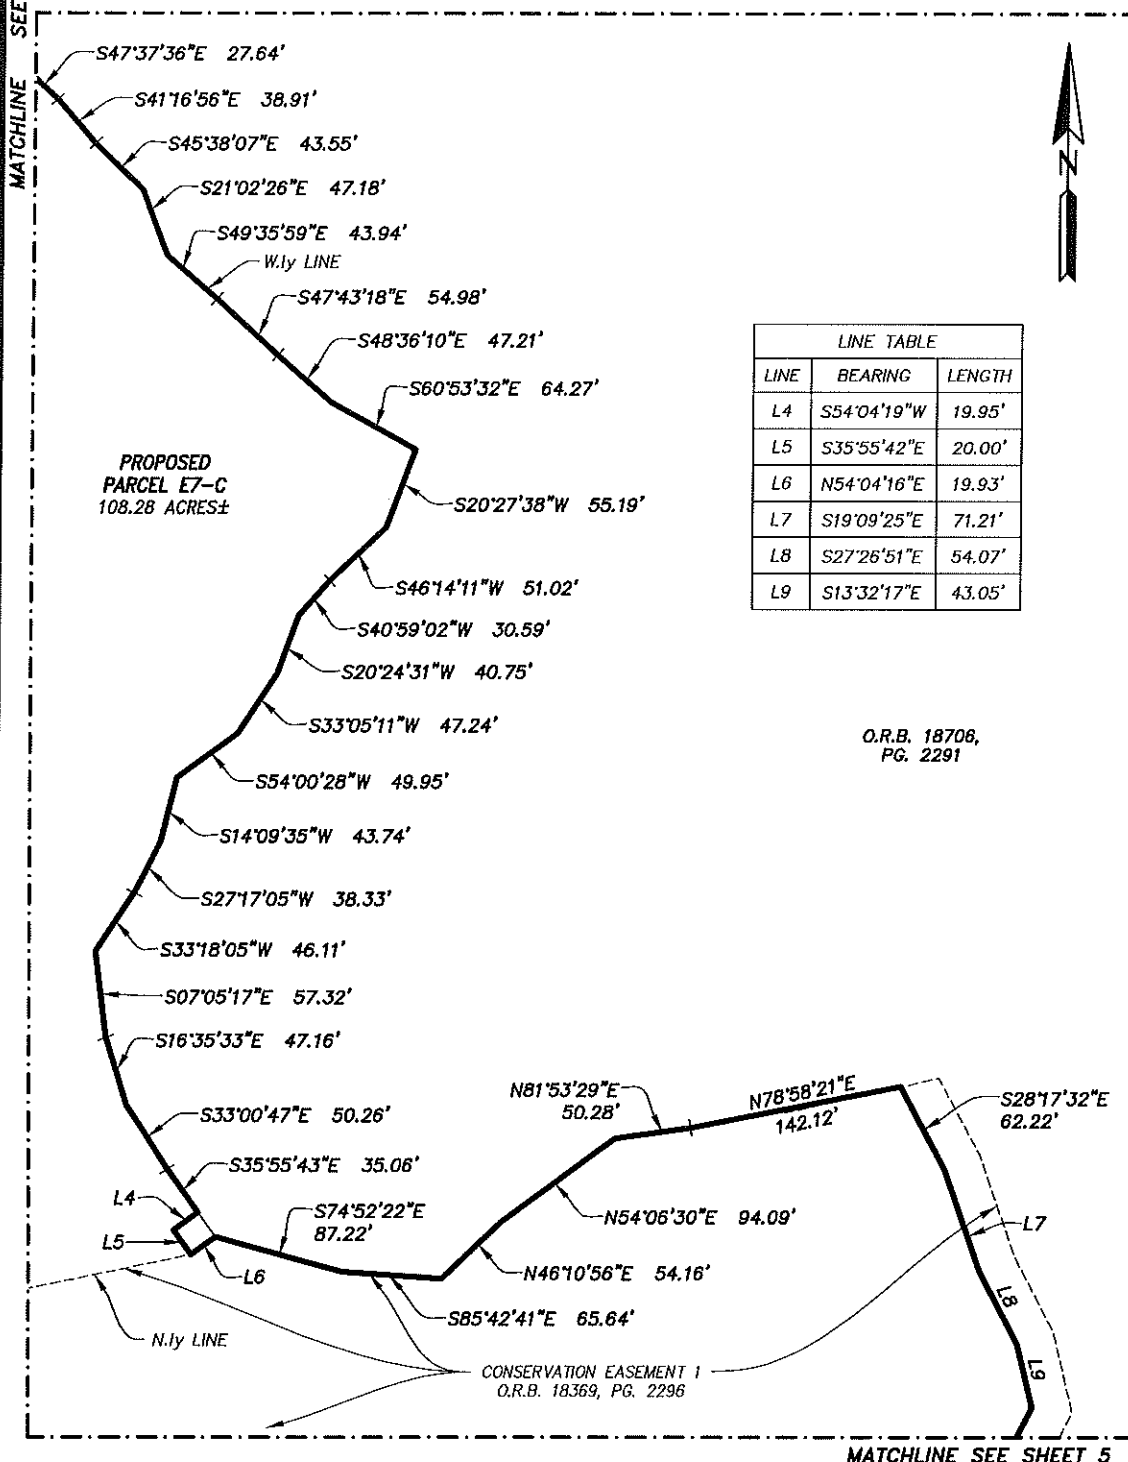 MATCHLINE SEE
S47°37'36"E 27.64'
S41°16'56"E 38.91'
S45°38'07"E 43.55'
S21°02'26"E 47.18'
S49°35'59"E 43.94'
W.ly LINE
S47°43'18"E 54.98'
S48°36'10"E 47.21'
S60°53'32"E 64.27'
N
LINE TABLE
LINE BEARING LENGTH
L4 S54°04'19"W 19.95'
L5 S35°55'42"E 20.00'
L6 N54°04'16"E 19.93'
L7 S19°09'25"E 71.21'
L8 S27°26'51"E 54.07'
L9 S13°32'17"E 43.05'
PROPOSED
PARCEL E7-C
108.28 ACRES±
S20°27'38"W 55.19'
S46°14'11"W 51.02'
S40°59'02"W 30.59'
S20°24'31"W 40.75'
S33°05'11"W 47.24'
O.R.B. 18706,
PG. 2291
S54°00'28"W 49.95'
S14°09'35"W 43.74'
S27°17'05"W 38.33'
S33°18'05"W 46.11'
S07°05'17"E 57.32'
S16°35'33"E 47.16'
S33°00'47"E 50.26'
S35°55'43"E 35.06'
L4
L5
L6
S74°52'22"E
87.22'
N81°53'29"E
50.28'
N78°58'21"E
142.12'
S28°17'32"E
62.22'
N54°06'30"E 94.09'
L7
N46°10'56"E 54.16'
L8
S85°42'41"E 65.64'
N.ly LINE
L9
CONSERVATION EASEMENT 1
O.R.B. 18369, PG. 2296
MATCHLINE SEE SHEET 5